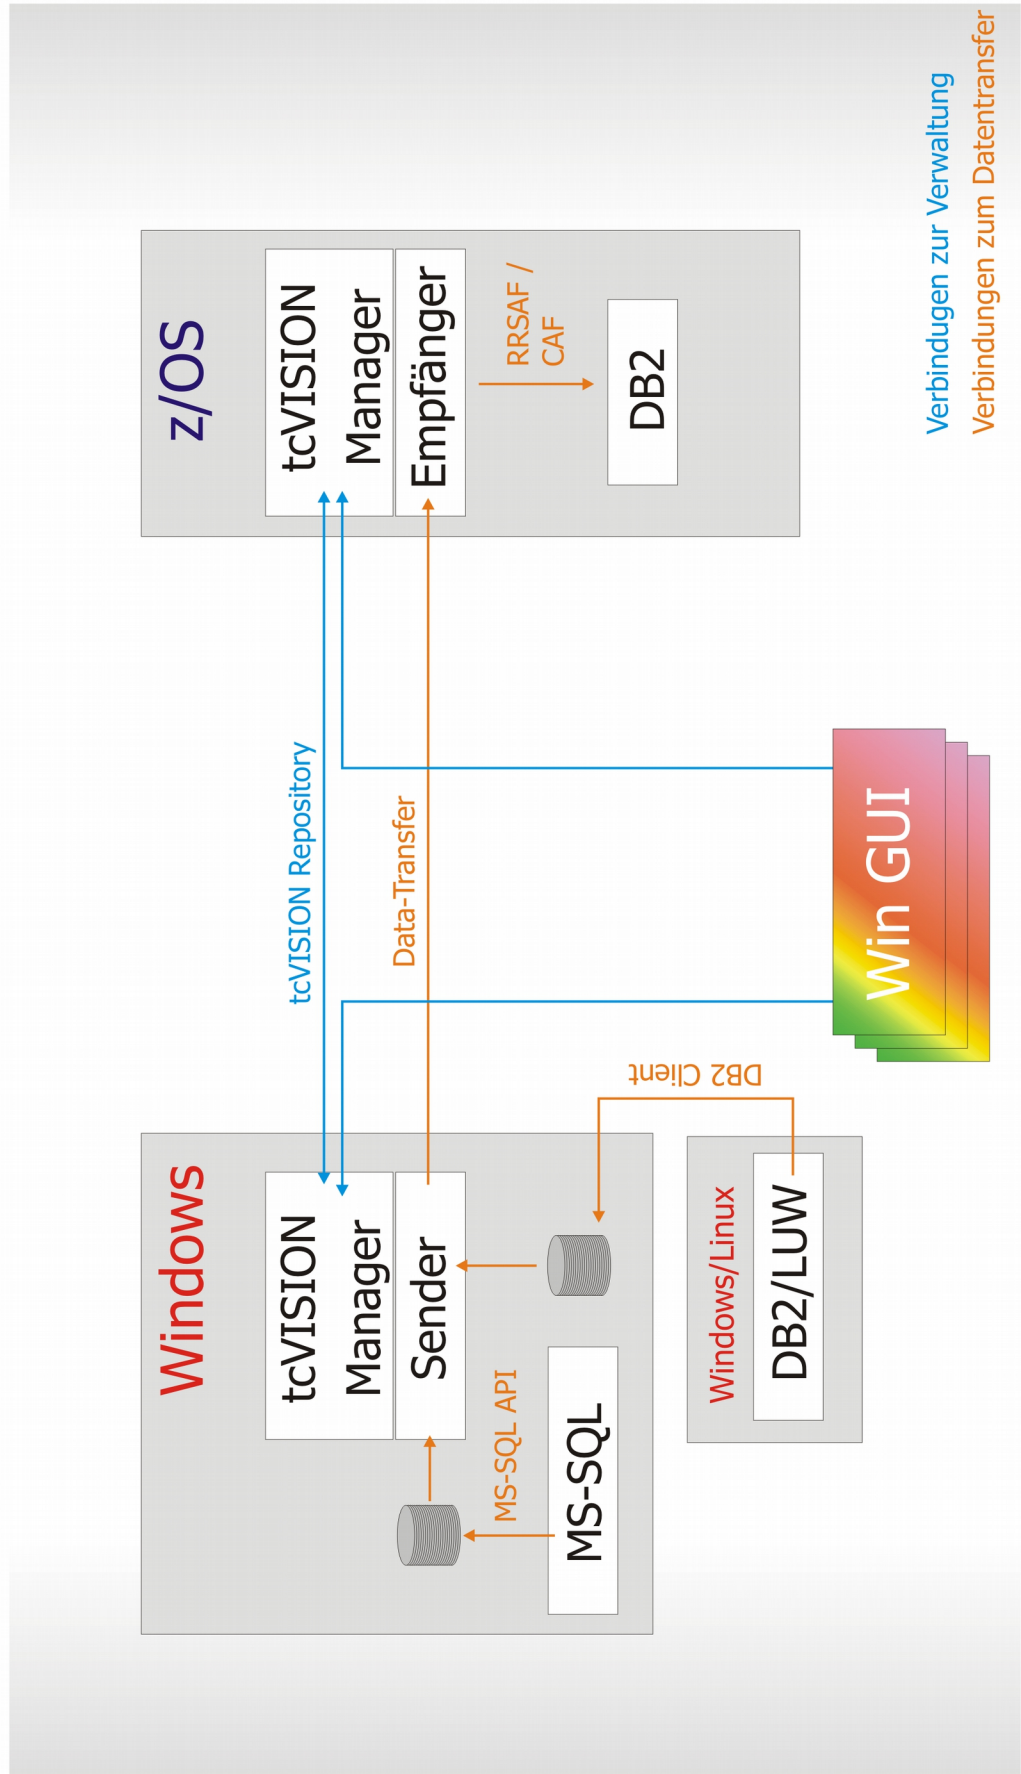 Windows
z/OS
tcVISION
Manager
Sender
tcVISION Repository
Data-Transfer
tcVISION
Manager
Empfänger
MS-SQL API
MS-SQL
RRSAF /
CAF
DB2
Windows/Linux
DB2/LUW
DB2 Client
Win GUI
Verbindugen zur Verwaltung
Verbindungen zum Datentransfer